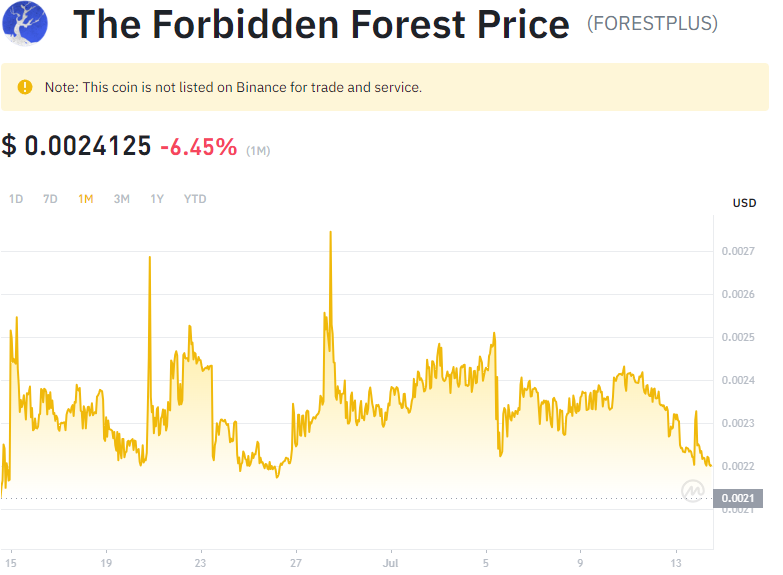 The Forbidden Forest Price (FORESTPLUS)
Note: This coin is not listed on Binance for trade and service.
$ 0.0024125 -6.45% (1M)
1D 7D 1M 3M 1Y YTD
USD
0.0027
0.0026
0.0025
0.0024
0.0023
0.0022
0.0021
0.0021
15 19 23 27 Jul 5 9 13